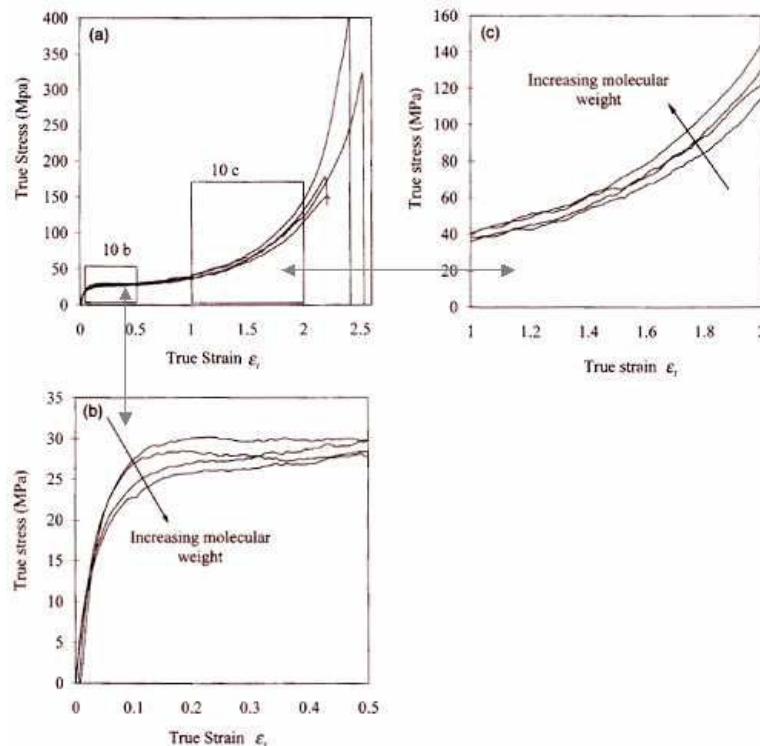 (a)
True Stress (Mpa)
400
350
300
250
200
150
100
50
0
10 b
10 c
0 0.5 1 1.5 2 2.5
True Strain εt
(c)
True stress (MPa)
160
140
120
100
80
60
40
20
0
Increasing molecular
weight
1 1.2 1.4 1.6 1.8 2
True strain εt
(b)
True stress (MPa)
35
30
25
20
15
10
5
0
Increasing molecular
weight
0 0.1 0.2 0.3 0.4 0.5
True Strain εt